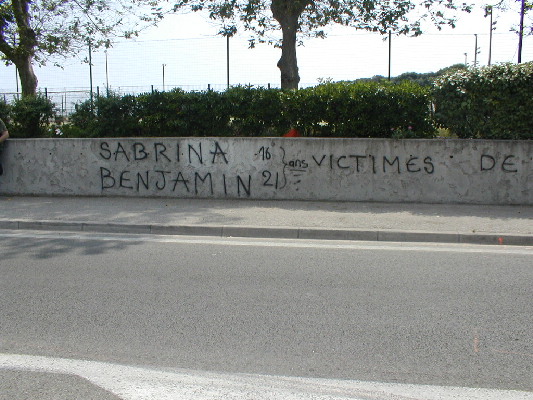 SABRINA 16 ans VICTIMES DE
BENJAMIN 21